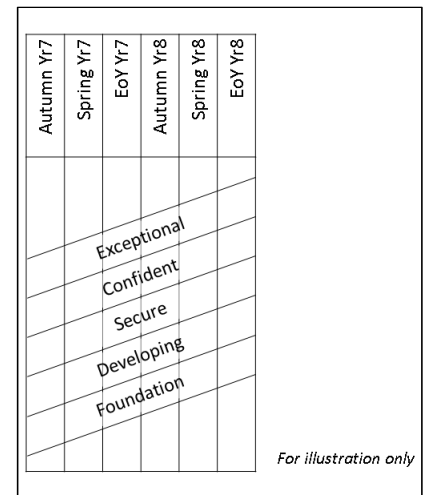 Autumn Yr7
Spring Yr7
EoY Yr7
Autumn Yr8
Spring Yr8
EoY Yr8
Exceptional
Confident
Secure
Developing
Foundation
For illustration only